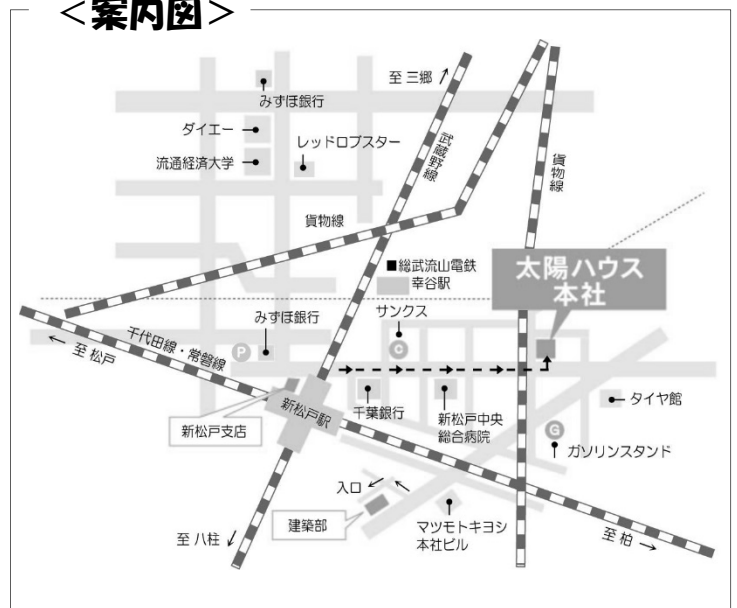 ＜案内図＞
至 三郷
みずほ銀行
ダイエー
流通経済大学
レッドロブスター
武蔵野線
貨物線
貨物線
■総武流山電鉄
幸谷駅
太陽ハウス
本社
サンクス
みずほ銀行
千代田線・常磐線
至 松戸
P
C
新松戸駅
千葉銀行
新松戸中央
総合病院
タイヤ館
新松戸支店
G
ガソリンスタンド
入口
建築部
マツモトキヨシ
本社ビル
至 八柱
至 柏